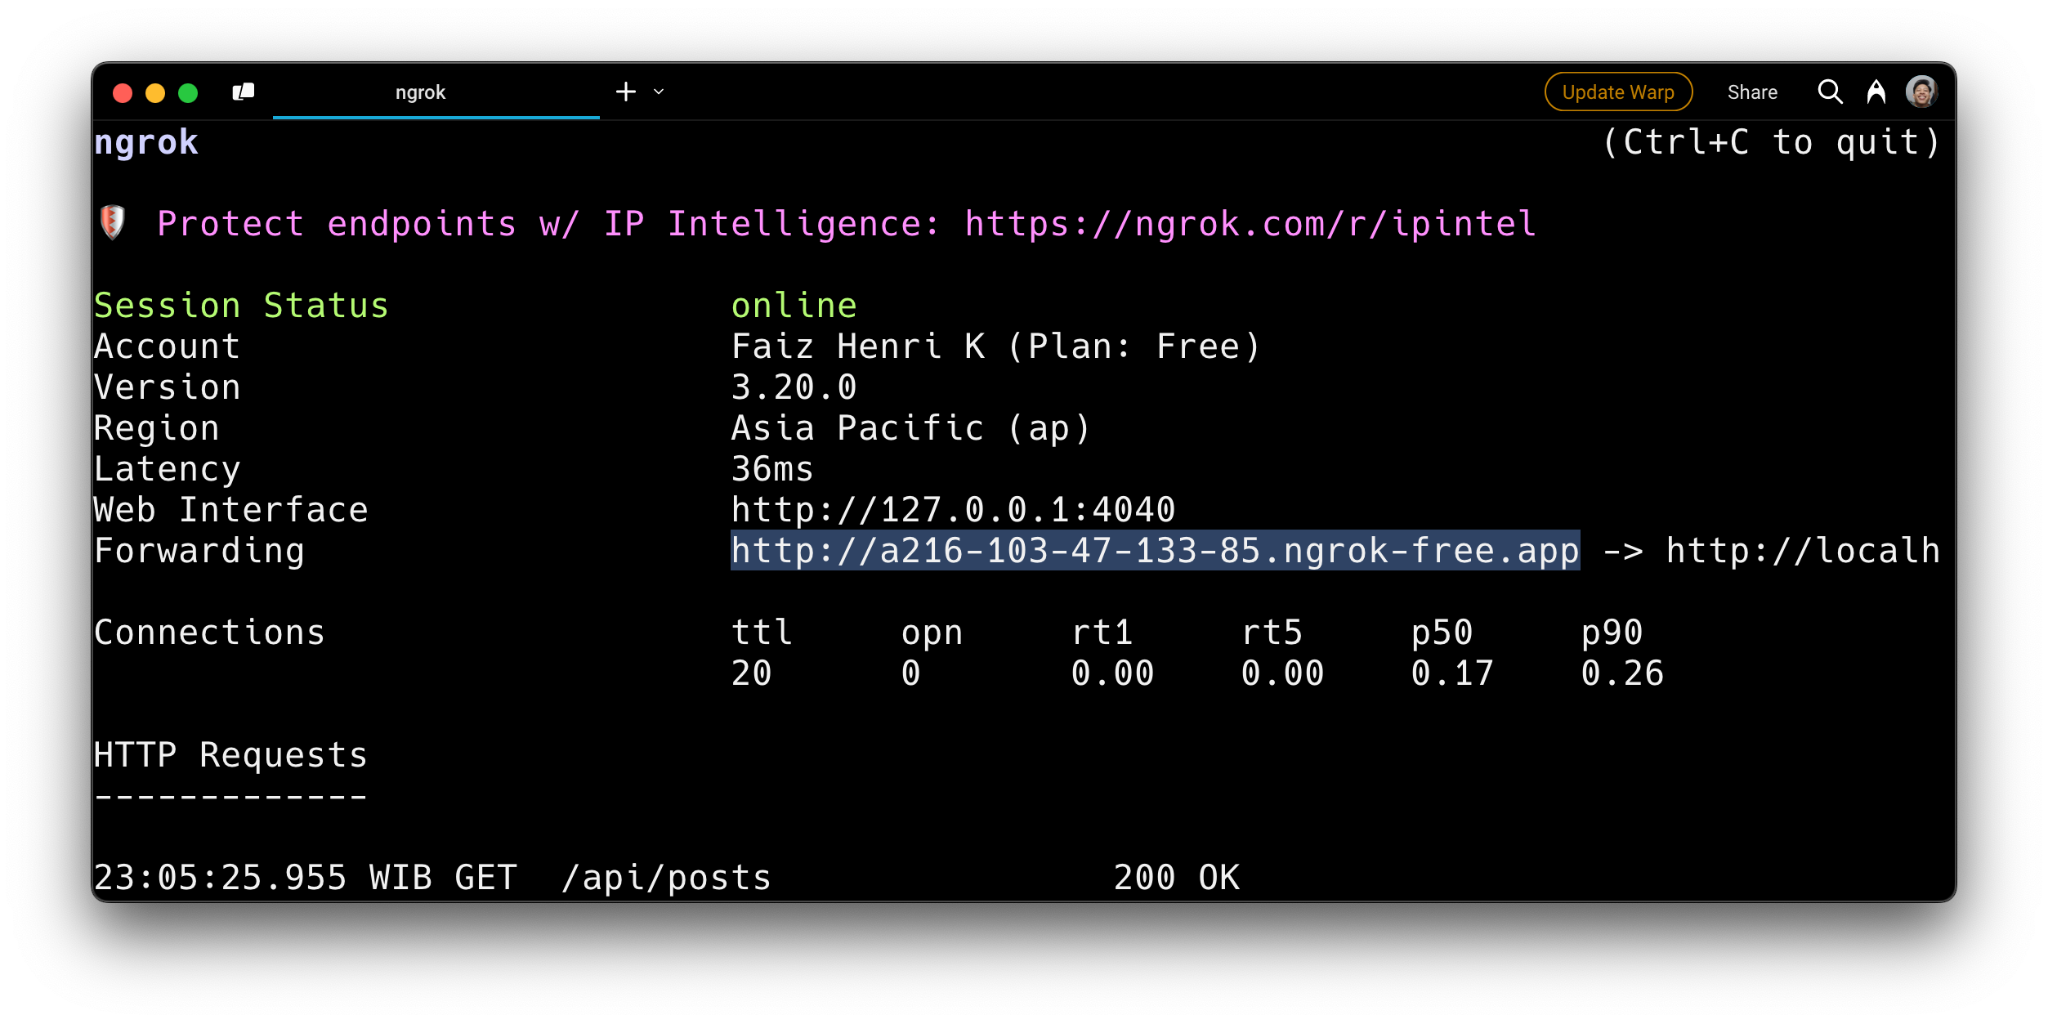 ngrok
Update Warp
Share
ngrok (Ctrl+C to quit)
Protect endpoints w/ IP Intelligence: https://ngrok.com/r/ipintel
Session Status online
Account Faiz Henri K (Plan: Free)
Version 3.20.0
Region Asia Pacific (ap)
Latency 36ms
Web Interface http://127.0.0.1:4040
Forwarding http://a216-103-47-133-85.ngrok-free.app -> http://localh
Connections ttl opn rt1 rt5 p50 p90
20 0 0.00 0.00 0.17 0.26
HTTP Requests
-------------
23:05:25.955 WIB GET /api/posts 200 OK